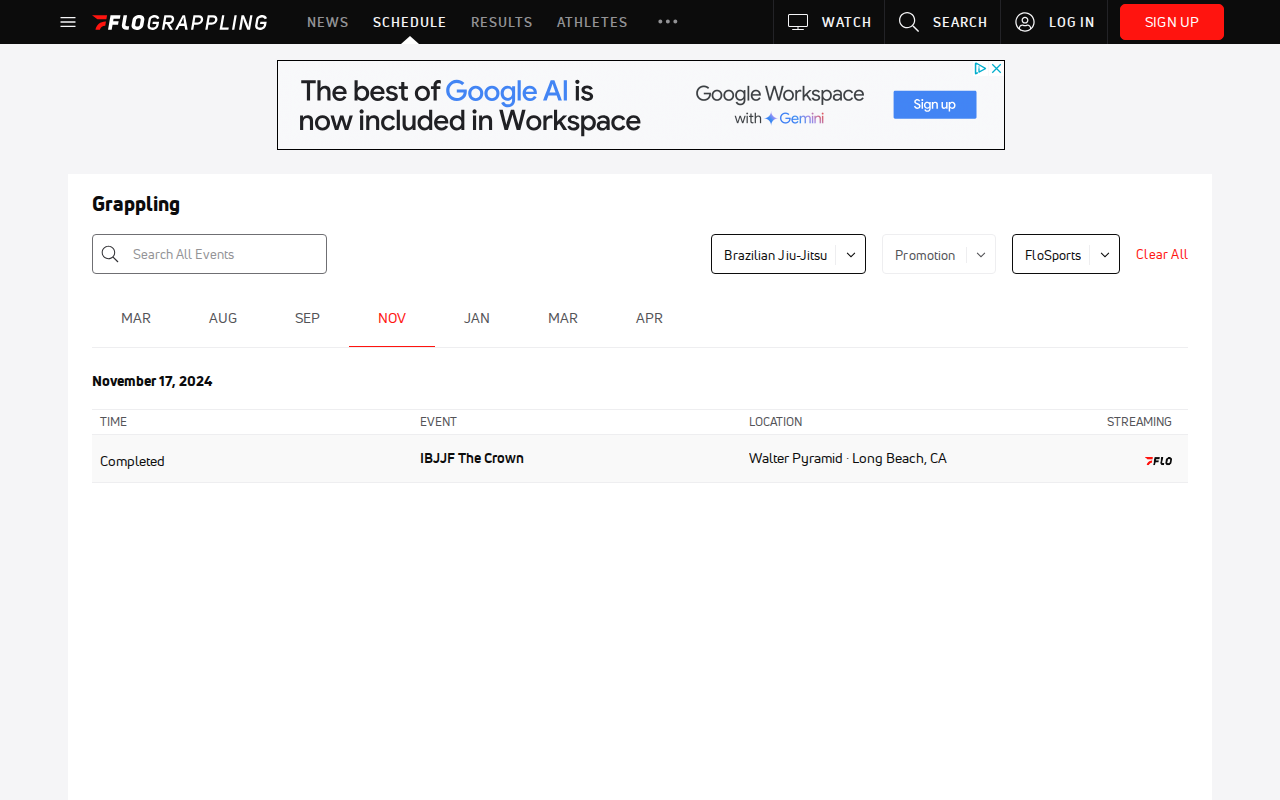 FLOGRAPPLING NEWS SCHEDULE RESULTS ATHLETES WATCH SEARCH LOG IN SIGN UP
The best of Google AI is
now included in Workspace
Google Workspace
with Gemini
Sign up
Grappling
Search All Events Brazilian Jiu-Jitsu Promotion FloSports Clear All
MAR AUG SEP NOV JAN MAR APR
November 17, 2024
TIME EVENT LOCATION STREAMING
Completed IBJJF The Crown Walter Pyramid · Long Beach, CA FLO